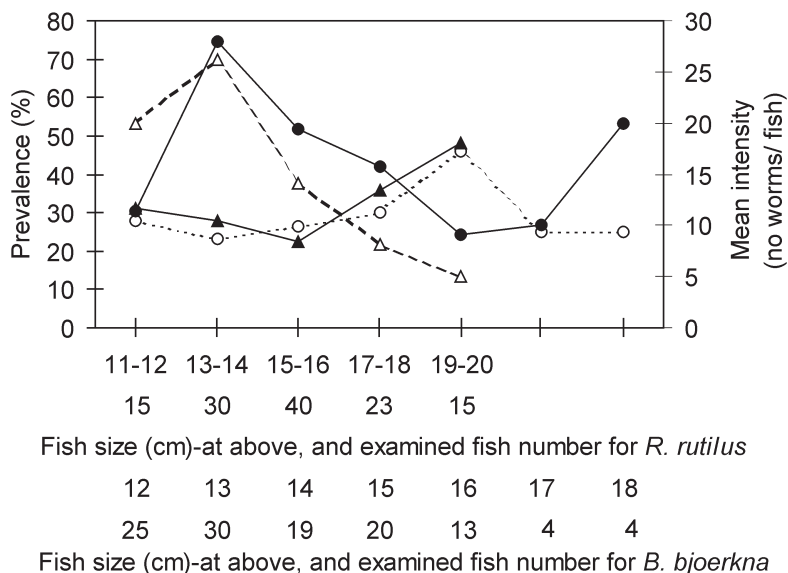 80
70
60
50
40
30
20
10
0
Prevalence (%)
30
25
20
15
10
5
0
Mean intensity
(no worms/ fish)
11-12 13-14 15-16 17-18 19-20
15 30 40 23 15
Fish size (cm)-at above, and examined fish number for R. rutilus
12 13 14 15 16 17 18
25 30 19 20 13 4 4
Fish size (cm)-at above, and examined fish number for B. bjoerkna